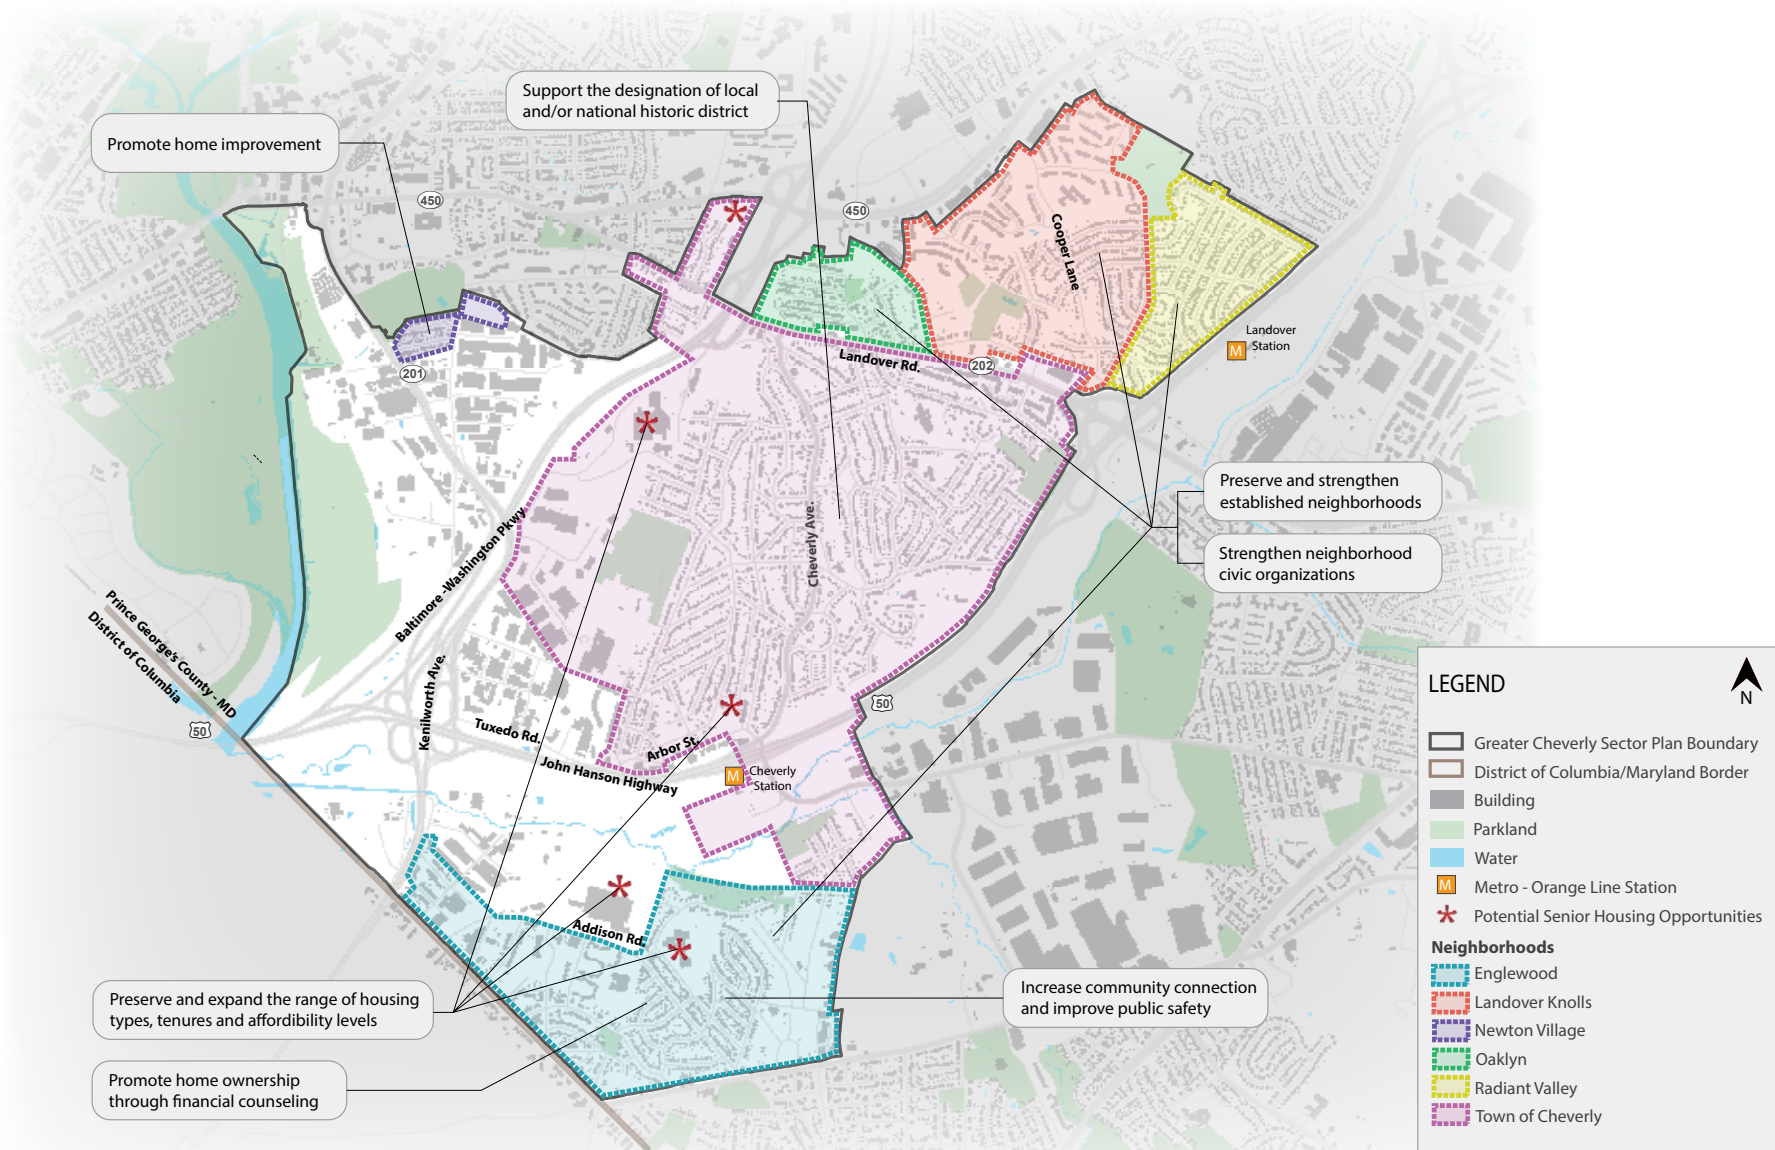 Support the designation of local
and/or national historic district
Promote home improvement
450
450
Cooper Lane
Landover
Station
M
Landover Rd.
202
201
Preserve and strengthen
established neighborhoods
Strengthen neighborhood
civic organizations
Cheverly Ave.
Baltimore -Washington Pkwy
Prince George's County - MD
District of Columbia
50
Kenilworth Ave.
50
Tuxedo Rd.
Arbor St.
John Hanson Highway
M
Cheverly
Station
Addison Rd.
Preserve and expand the range of housing
types, tenures and affordibility levels
Increase community connection
and improve public safety
Promote home ownership
through financial counseling
LEGEND
N
Greater Cheverly Sector Plan Boundary
District of Columbia/Maryland Border
Building
Parkland
Water
M Metro - Orange Line Station
Potential Senior Housing Opportunities
Neighborhoods
Englewood
Landover Knolls
Newton Village
Oaklyn
Radiant Valley
Town of Cheverly